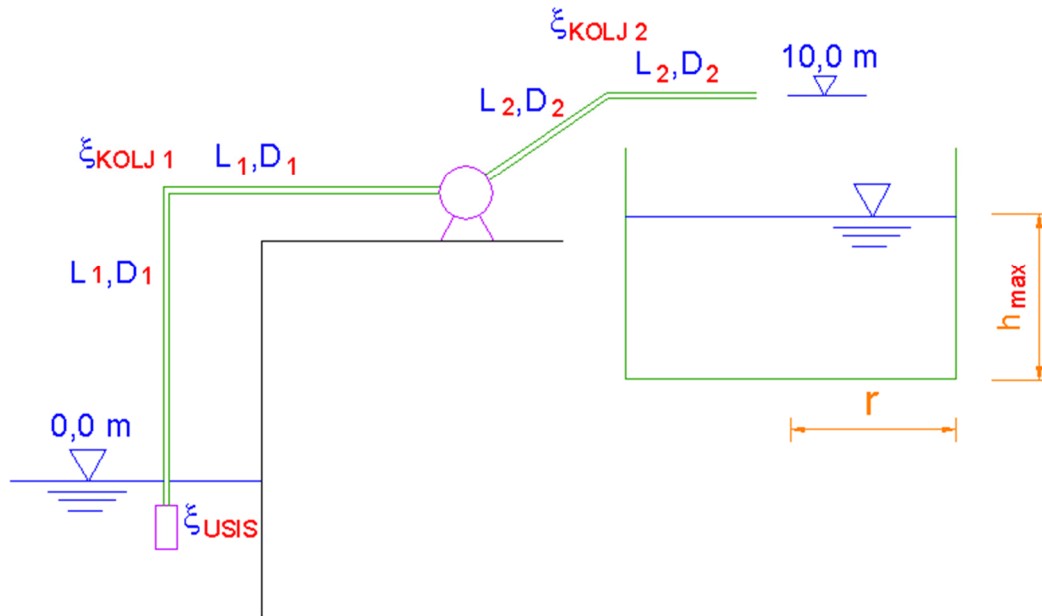 ξKOLJ 2
L2,D2
10,0 m
L2,D2
ξKOLJ 1
L1,D1
L1,D1
hmax
r
0,0 m
ξUSIS